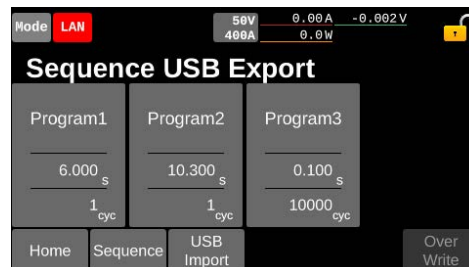 Mode LAN 50V 0.00A -0.002V
400A 0.0W
Sequence USB Export
Program1 Program2 Program3
6.000 s 10.300 s 0.100 s
1 cyc 1 cyc 10000 cyc
Home Sequence USB Import Over Write